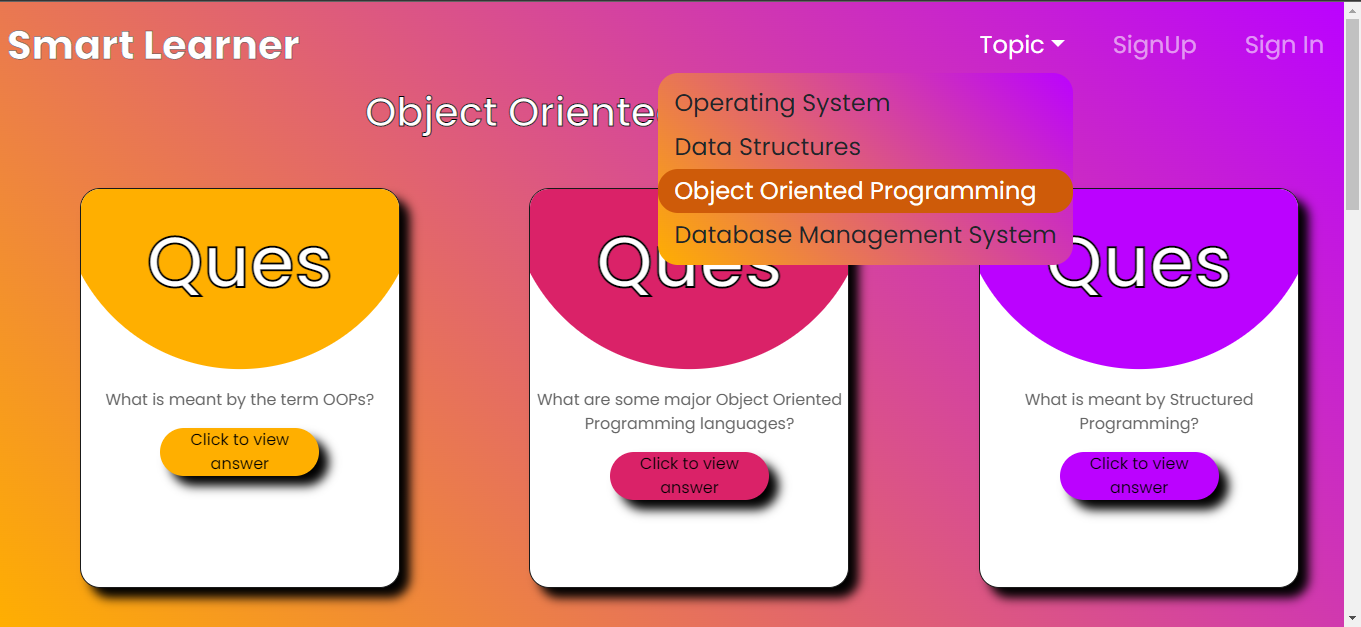 Smart Learner
Topic
SignUp
Sign In
Object Oriente
Operating System
Data Structures
Object Oriented Programming
Database Management System
Ques
What is meant by the term OOPs?
Click to view
answer
Ques
What are some major Object Oriented
Programming languages?
Click to view
answer
Ques
What is meant by Structured
Programming?
Click to view
answer